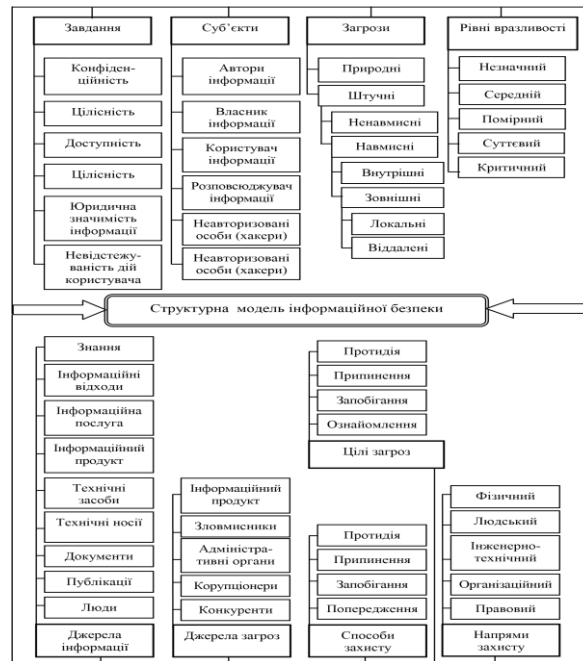 Завдання
Конфіден-
ційність
Цілісність
Доступність
Цілісність
Юридична
значимість
інформації
Невідстежу-
ваність дій
користувача
Суб’єкти
Автори
інформації
Власник
інформації
Користувач
інформації
Розповсюджувач
інформації
Неавторизовані
особи (хакери)
Неавторизовані
особи (хакери)
Загрози
Природні
Штучні
Ненавмисні
Навмисні
Внутрішні
Зовнішні
Локальні
Віддалені
Рівні вразливості
Незначний
Середній
Помірний
Суттєвий
Критичний
Структурна модель інформаційної безпеки
Знання
Інформаційні
відходи
Інформаційна
послуга
Інформаційний
продукт
Технічні
засоби
Технічні носії
Документи
Публікації
Люди
Джерела
інформації
Інформаційний
продукт
Зловмисники
Адміністра-
тивні органи
Корупціонери
Конкуренти
Джерела загроз
Протидія
Припинення
Запобігання
Ознайомлення
Цілі загроз
Протидія
Припинення
Запобігання
Попередження
Способи
захисту
Фізичний
Людський
Інженерно-
технічний
Організаційний
Правовий
Напрями
захисту